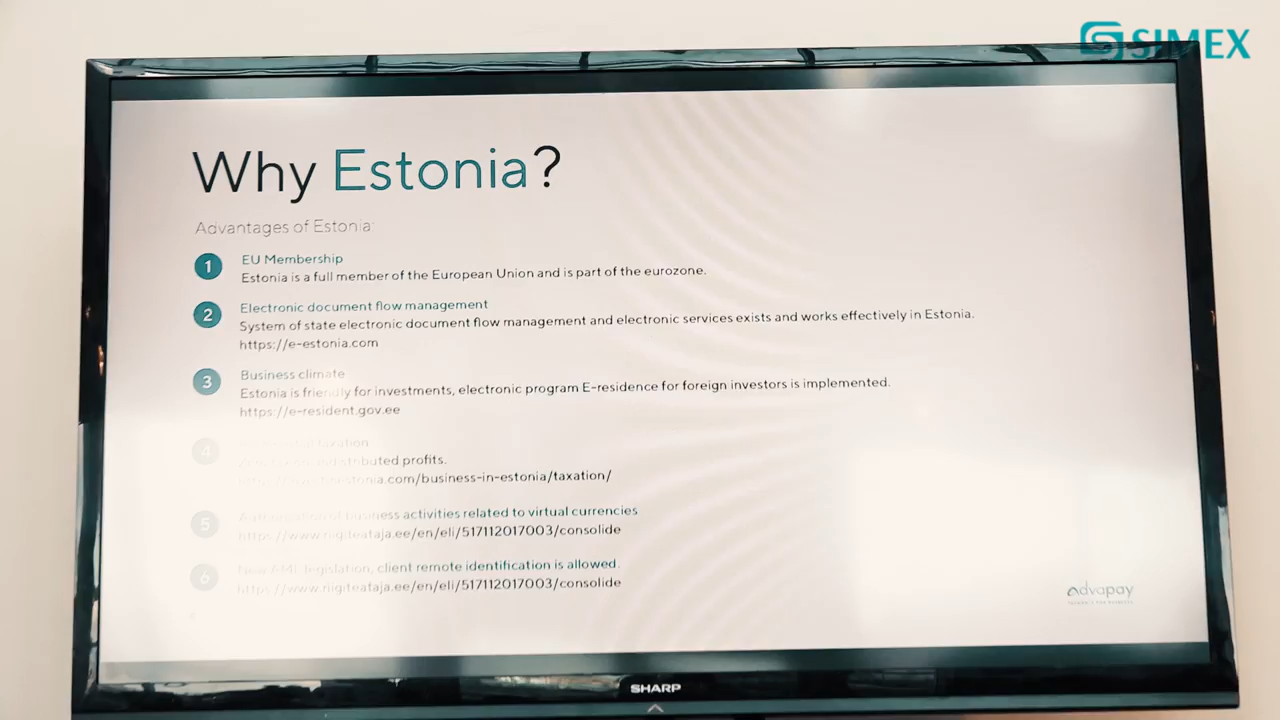 SIMEX
Why Estonia?
Advantages of Estonia:
1
EU Membership
Estonia is a full member of the European Union and is part of the eurozone.
2
Electronic document flow management
System of state electronic document flow management and electronic services exists and works effectively in Estonia.
https://e-estonia.com
3
Business climate
Estonia is friendly for investments, electronic program E-residence for foreign investors is implemented.
https://e-resident.gov.ee
4
taxation
profits.
/business-in-estonia/taxation/
5
of business activities related to virtual currencies
https://www.riigiteataja.ee/en/eli/517112017003/consolide
6
New AML legislation, client remote identification is allowed.
https://www.riigiteataja.ee/en/eli/517112017003/consolide
advapay
SHARP